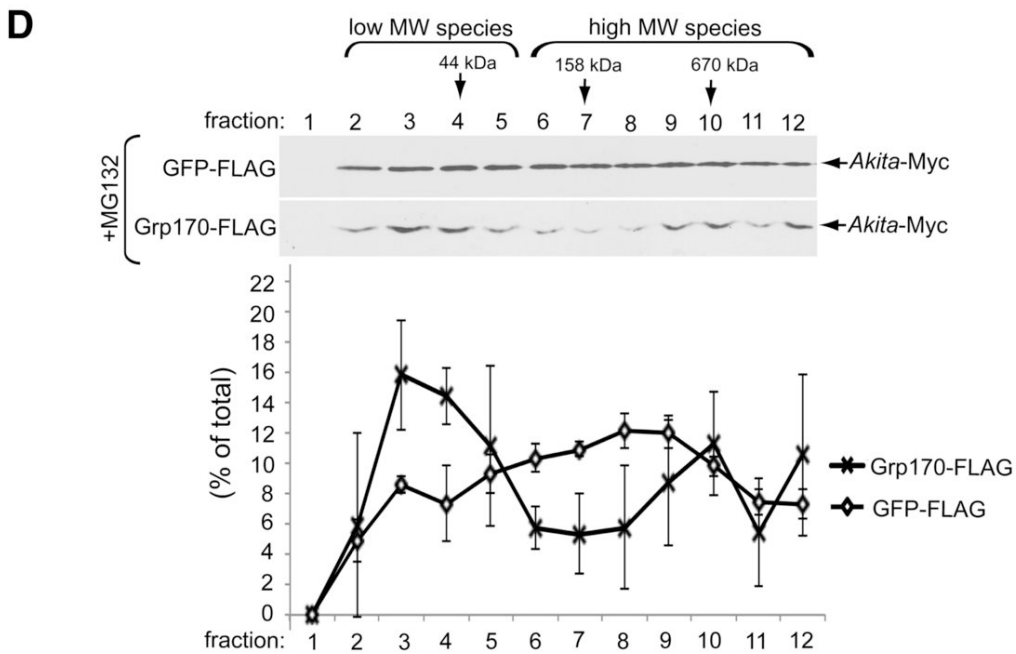 D
low MW species high MW species
44 kDa 158 kDa 670 kDa
fraction: 1 2 3 4 5 6 7 8 9 10 11 12
+MG132
GFP-FLAG Akita-Myc
Grp170-FLAG Akita-Myc
(% of total)
22
20
18
16
14
12
10
8
6
4
2
0
Grp170-FLAG
GFP-FLAG
fraction: 1 2 3 4 5 6 7 8 9 10 11 12